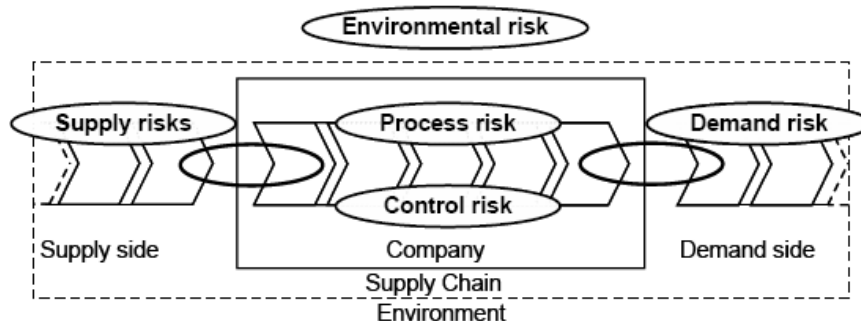 Environmental risk
Supply risks
Process risk
Demand risk
Control risk
Supply side
Company
Demand side
Supply Chain
Environment